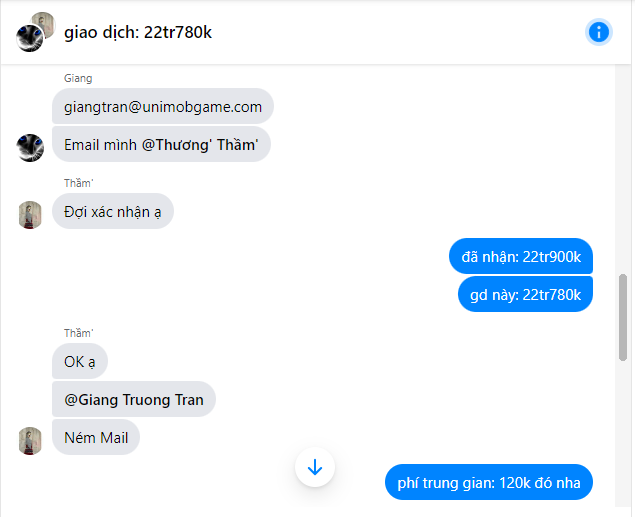 giao dịch: 22tr780k
Giang
giangtran@unimobgame.com
Email mình @Thương' Thầm'
Thầm'
Đợi xác nhận ạ
đã nhận: 22tr900k
gd này: 22tr780k
Thầm'
OK ạ
@Giang Truong Tran
Ném Mail
phí trung gian: 120k đó nha